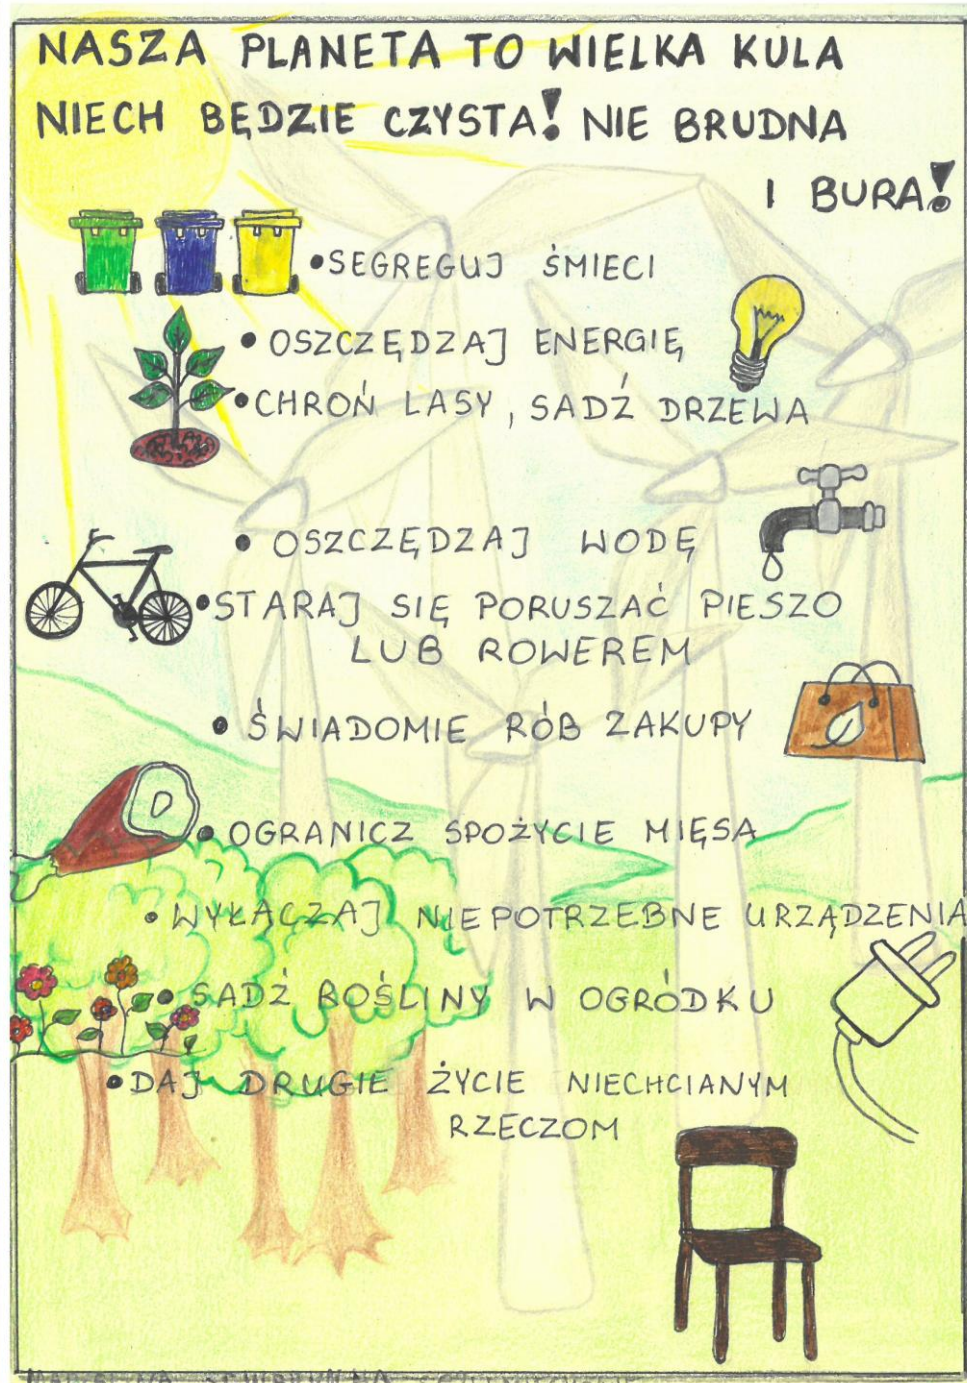 NASZA PLANETA TO WIELKA KULA
NIECH BĘDZIE CZYSTA! NIE BRUDNA
I BURA!
•SEGREGUJ ŚMIECI
•OSZCZĘDZAJ ENERGIĘ
•CHROŃ LASY, SADŹ DRZEWA
•OSZCZĘDZAJ WODĘ
•STARAJ SIĘ PORUSZAĆ PIESZO
LUB ROWEREM
•ŚWIADOMIE RÓB ZAKUPY
•OGRANICZ SPOŻYCIE MIĘSA
•WYŁĄCZAJ NIEPOTRZEBNE URZĄDZENIA
•SADŹ ROŚLINY W OGRÓDKU
•DAJ DRUGIE ŻYCIE NIECHCIANYM
RZECZOM